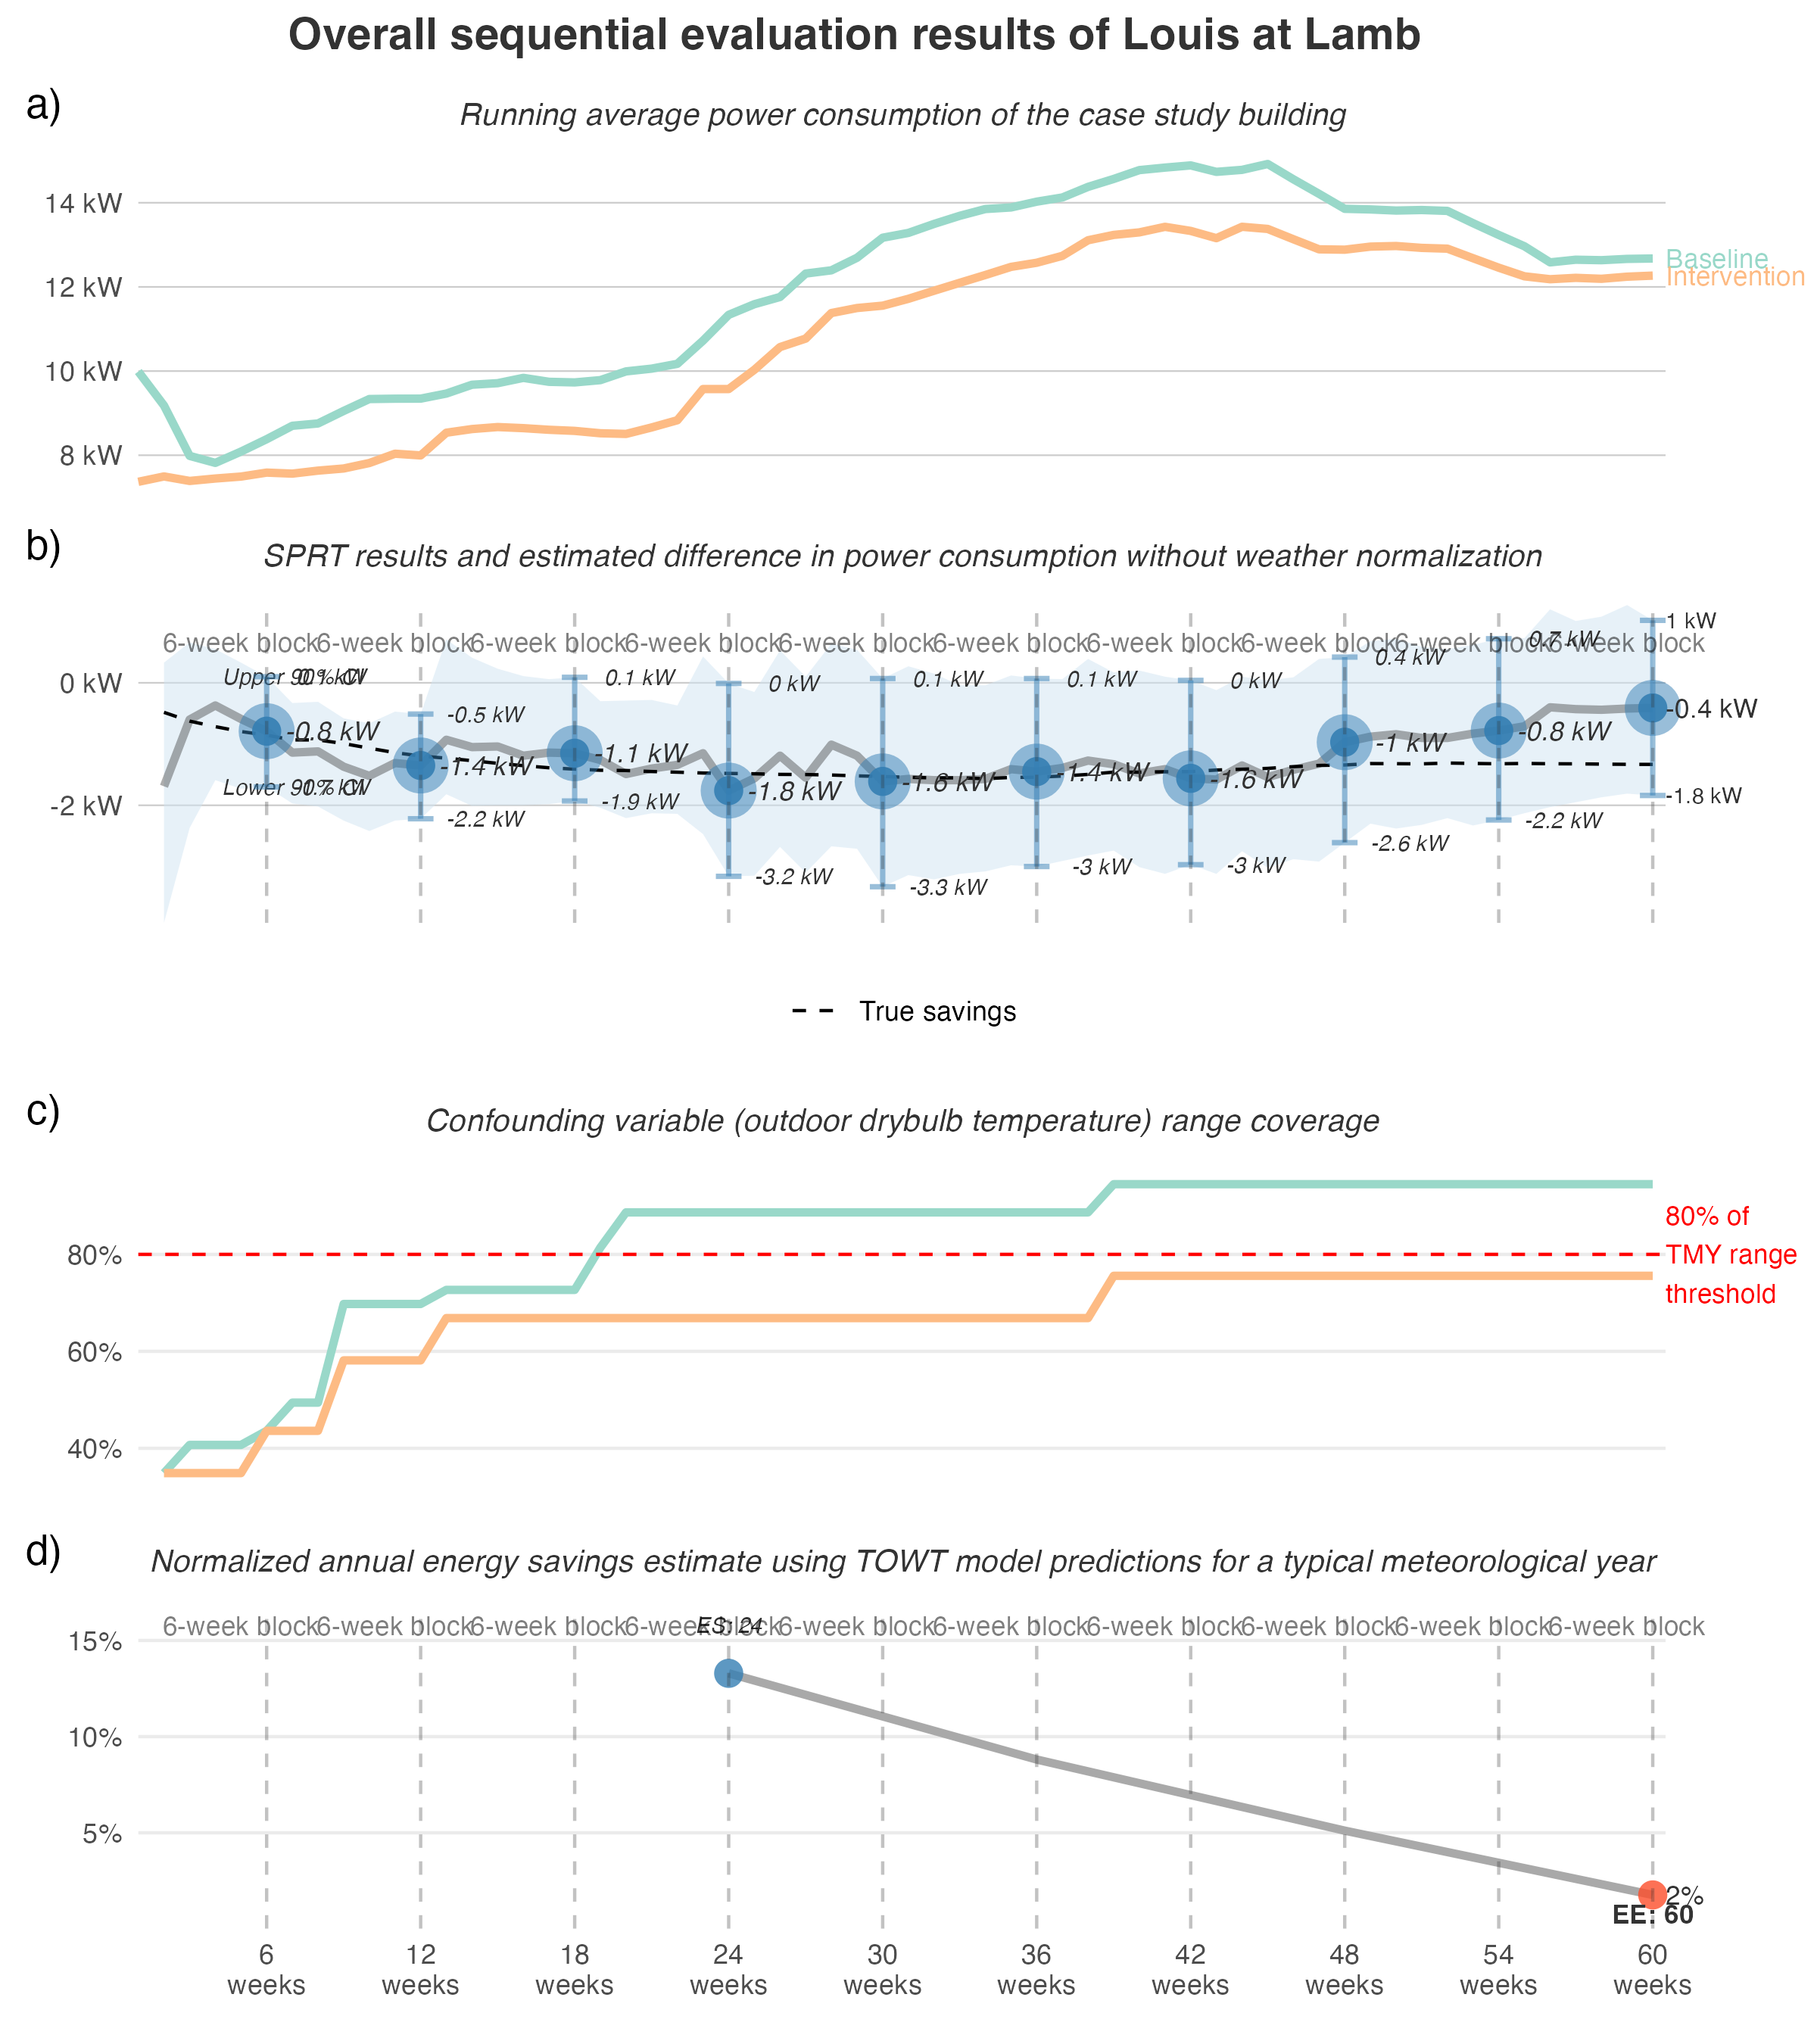 Overall sequential evaluation results of Louis at Lamb
a)
Running average power consumption of the case study building
14 kW
12 kW
10 kW
8 kW
Baseline
Intervention
b)
SPRT results and estimated difference in power consumption without weather normalization
6-week block 6-week block 6-week block 6-week block 6-week block 6-week block 6-week block 6-week block 6-week block 6-week block
0 kW
-2 kW
Upper 90% CI 0.1 kW
-0.8 kW
Lower 90% CI -1.7 kW
-0.5 kW
-1.4 kW
-2.2 kW
0.1 kW
-1.1 kW
-1.9 kW
0 kW
-1.8 kW
-3.2 kW
0.1 kW
-1.6 kW
-3.3 kW
0.1 kW
-1.4 kW
-3 kW
0 kW
-1.6 kW
-3 kW
0.4 kW
-1 kW
-2.6 kW
0.7 kW
-0.8 kW
-2.2 kW
1 kW
-0.4 kW
-1.8 kW
True savings
c)
Confounding variable (outdoor drybulb temperature) range coverage
80%
60%
40%
80% of
TMY range
threshold
d)
Normalized annual energy savings estimate using TOWT model predictions for a typical meteorological year
6-week block 6-week block 6-week block 6-week block 6-week block 6-week block 6-week block 6-week block 6-week block 6-week block
ES: 24
15%
10%
5%
2%
EE: 60
6 12 18 24 30 36 42 48 54 60
weeks weeks weeks weeks weeks weeks weeks weeks weeks weeks